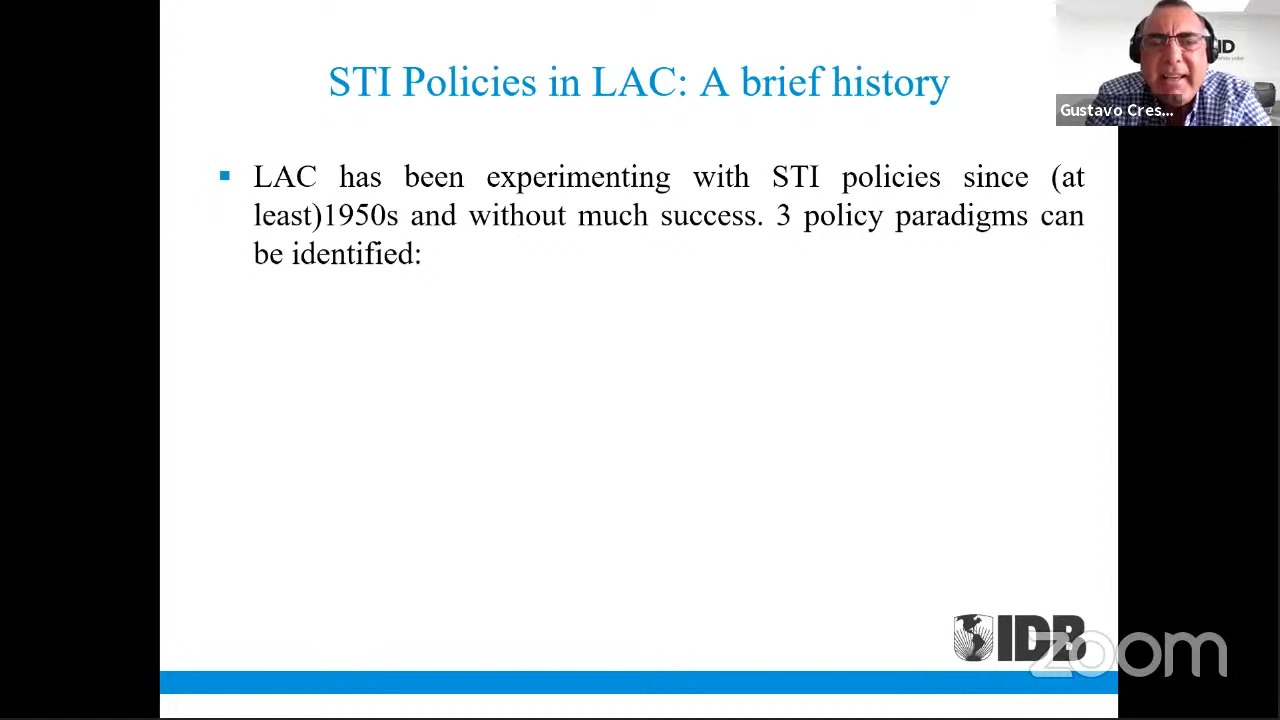 STI Policies in LAC: A brief history
Gustavo Cres...
▪ LAC has been experimenting with STI policies since (at
least)1950s and without much success. 3 policy paradigms can
be identified:
IDB
zoom